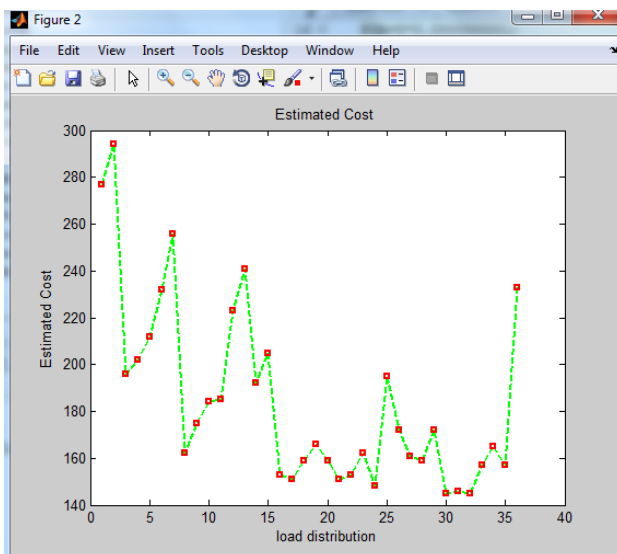 Figure 2
File Edit View Insert Tools Desktop Window Help
Estimated Cost
300
280
260
240
220
200
180
160
140
Estimated Cost
0 5 10 15 20 25 30 35 40
load distribution